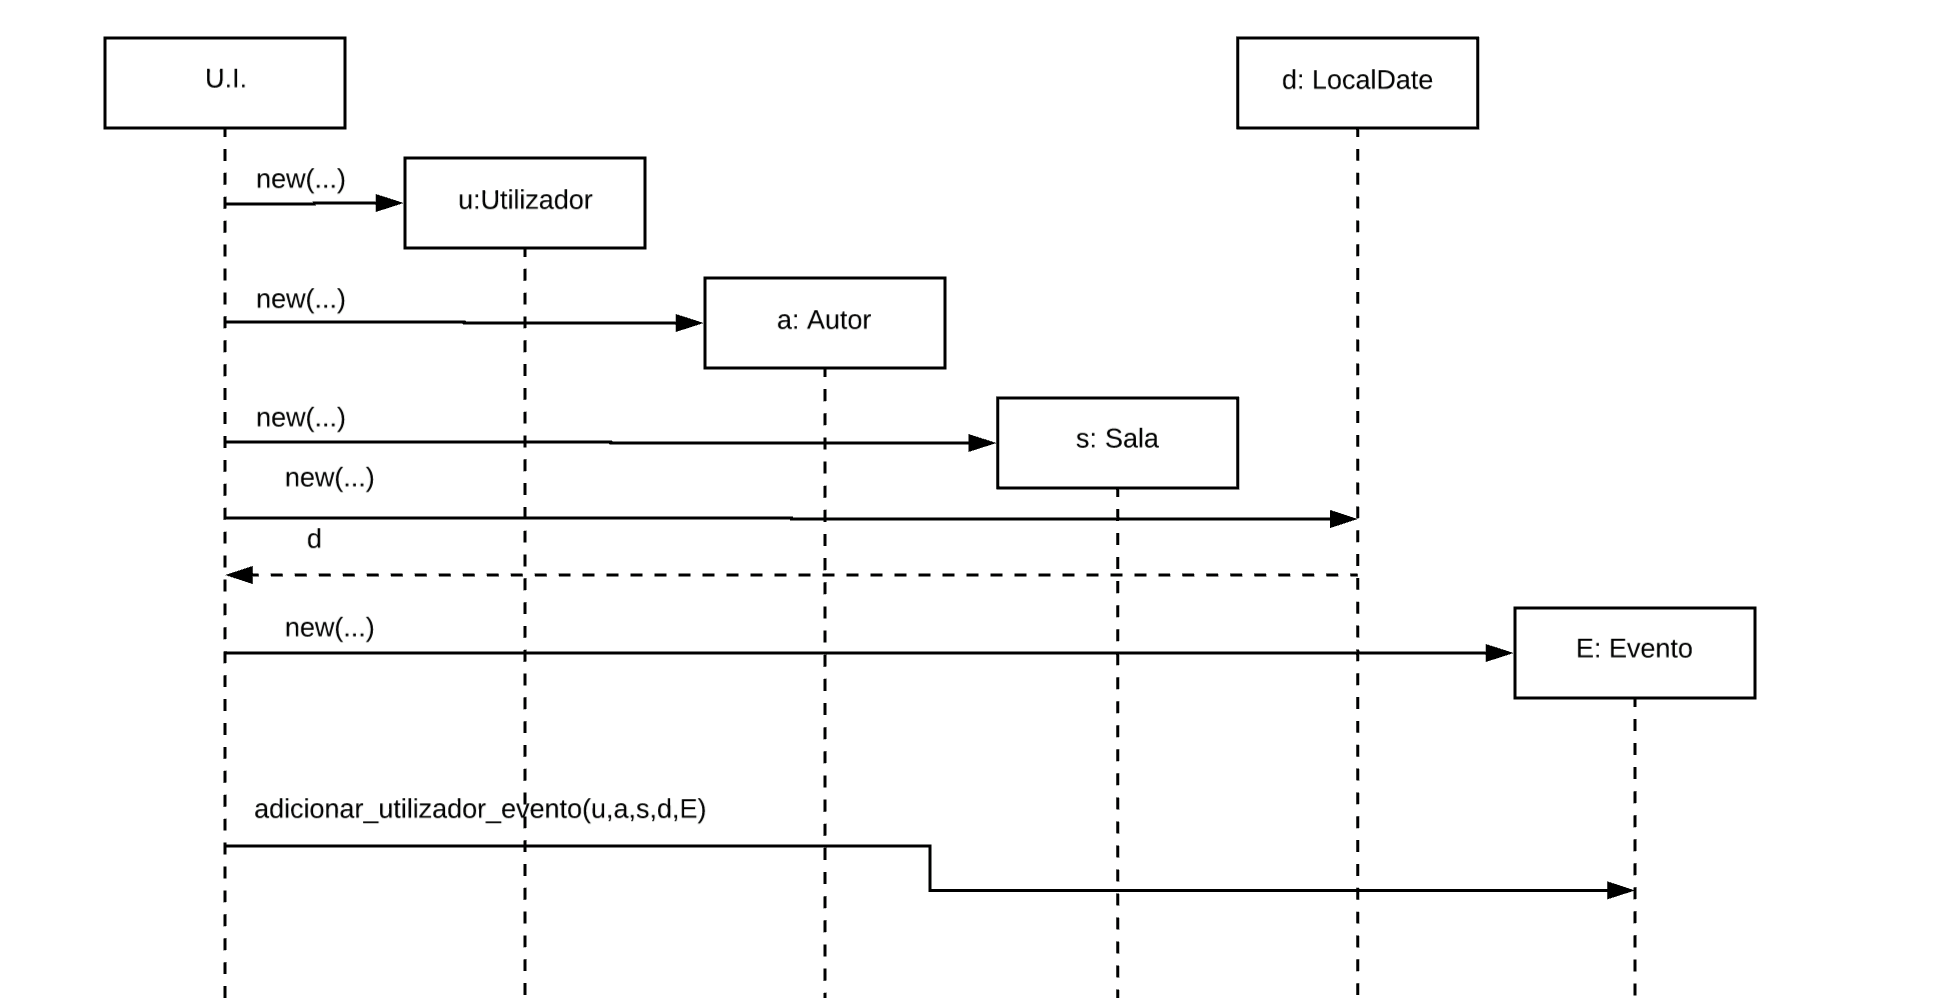 U.I.
d: LocalDate
new(...)
u:Utilizador
new(...)
a: Autor
new(...)
s: Sala
new(...)
d
new(...)
E: Evento
adicionar_utilizador_evento(u,a,s,d,E)